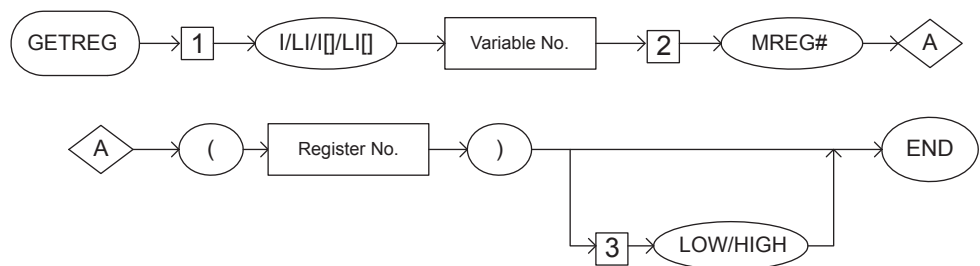 GETREG 1 I/LI/I[]/LI[] Variable No. 2 MREG# A
A ( Register No. ) END
3 LOW/HIGH